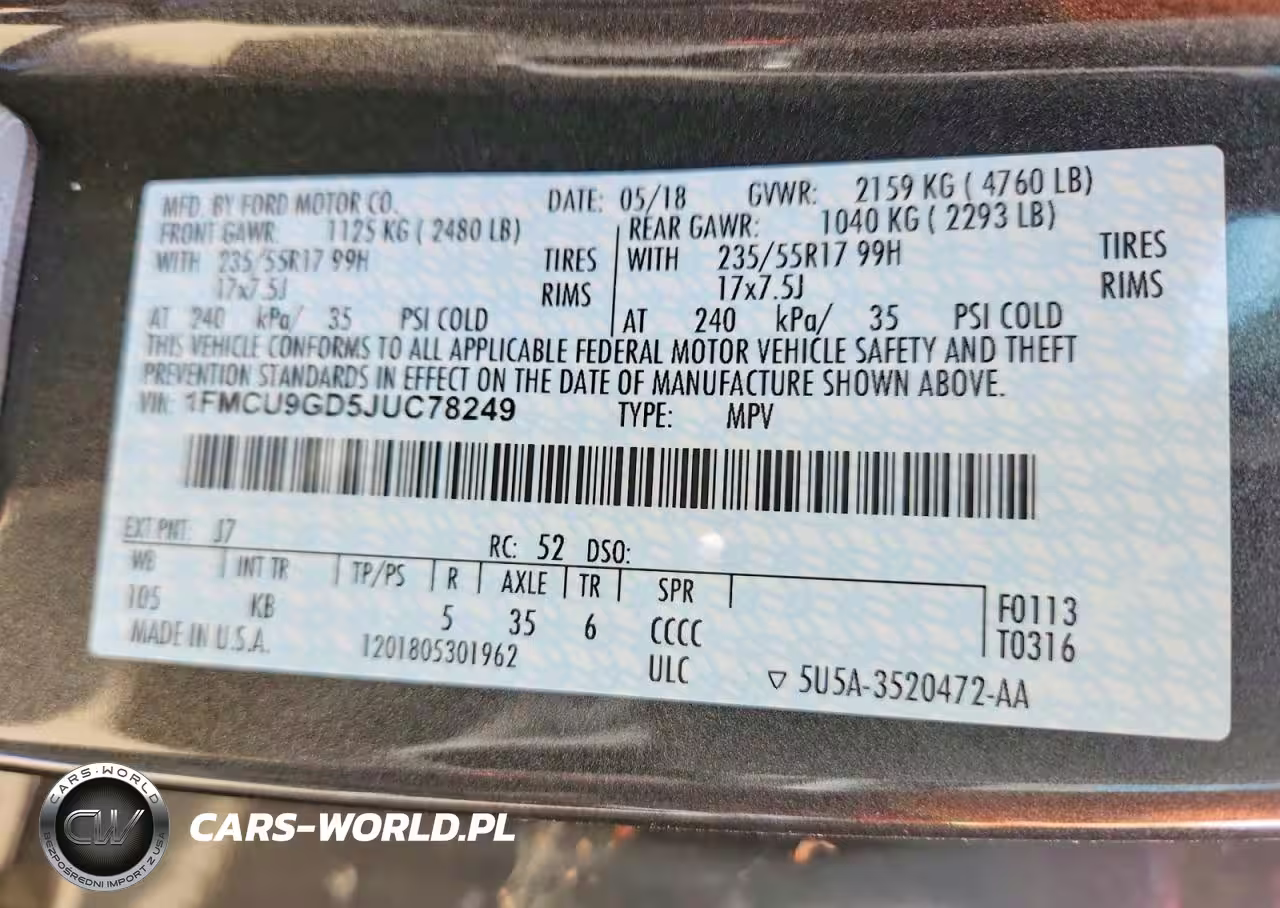 MFD. BY FORD MOTOR CO. DATE: 05/18 GVWR: 2159 KG ( 4760 LB)
FRONT GAWR: 1125 KG ( 2480 LB) REAR GAWR: 1040 KG ( 2293 LB)
WITH 235/55R17 99H TIRES WITH 235/55R17 99H TIRES
17x7.5J RIMS 17x7.5J RIMS
AT 240 kPa/ 35 PSI COLD AT 240 kPa/ 35 PSI COLD
THIS VEHICLE CONFORMS TO ALL APPLICABLE FEDERAL MOTOR VEHICLE SAFETY AND THEFT
PREVENTION STANDARDS IN EFFECT ON THE DATE OF MANUFACTURE SHOWN ABOVE.
VIN: 1FMCU9GD5JUC78249 TYPE: MPV
EXT PNT: J7 RC: 52 DSO:
WB INT TR TP/PS R AXLE TR SPR
105 KB 5 35 6 CCCC F0113
MADE IN U.S.A. 1201805301962 ULC T0316
▽ 5U5A-3520472-AA
CARS-WORLD
CW
BEZPOŚREDNI IMPORT Z USA
CARS-WORLD.PL